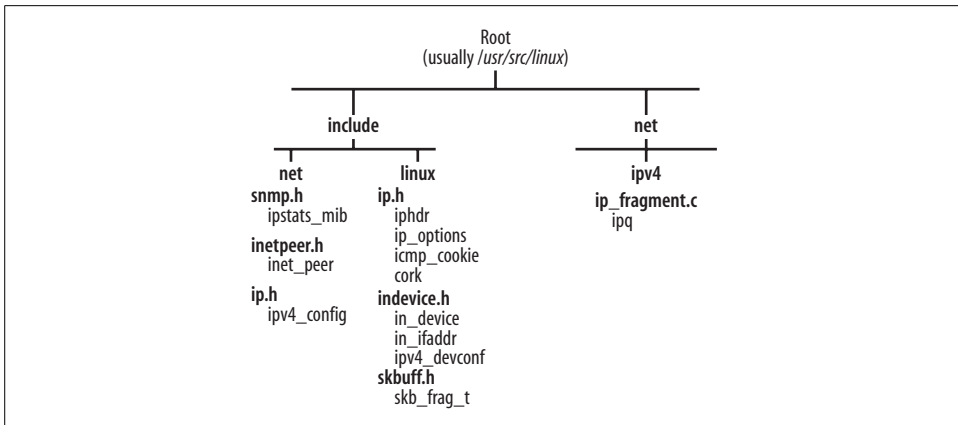 Root
(usually /usr/src/linux)
include
net
net
linux
ipv4
snmp.h
ipstats_mib
inetpeer.h
inet_peer
ip.h
ipv4_config
ip.h
iphdr
ip_options
icmp_cookie
cork
indevice.h
in_device
in_ifaddr
ipv4_devconf
skbuff.h
skb_frag_t
ip_fragment.c
ipq